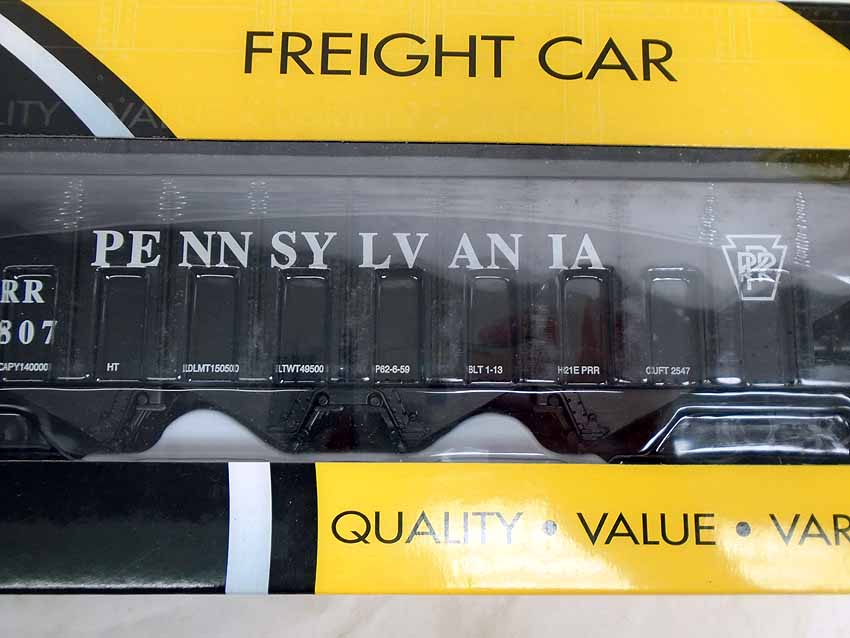 FREIGHT CAR
PENNSYLVANIA
PRR
RR
807
CAPY140000 HT LDLMT150500 LTWT49500 P62-6-59 BLT 1-13 H21E PRR CUFT 2547
QUALITY • VALUE • VAR